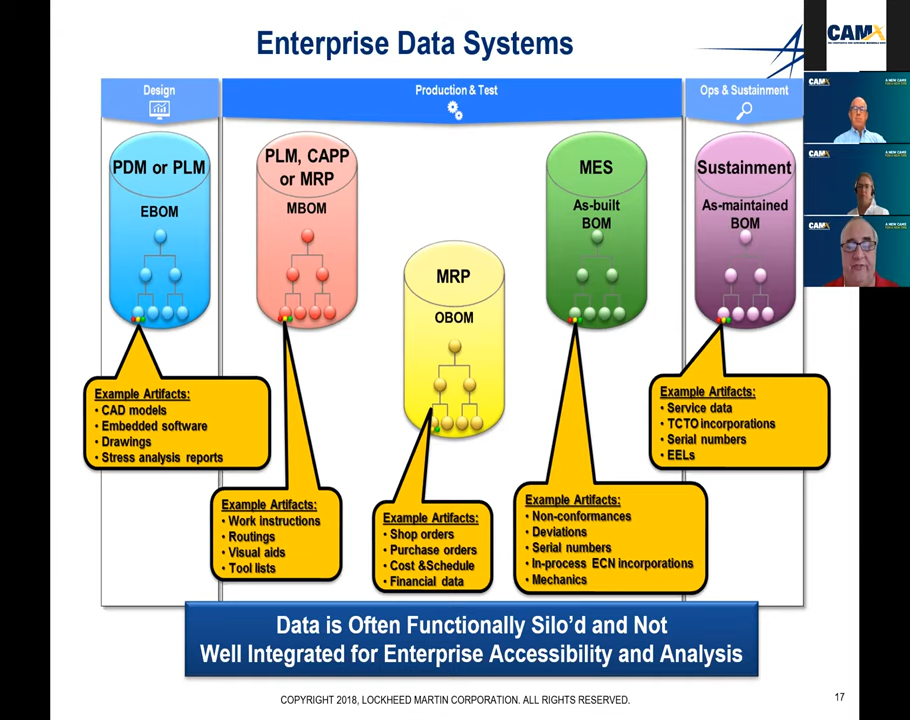 Enterprise Data Systems
CAMX
Design
Production & Test
Ops & Sustainment
PDM or PLM
EBOM
PLM, CAPP
or MRP
MBOM
MRP
OBOM
MES
As-built
BOM
Sustainment
As-maintained
BOM
Example Artifacts:
• CAD models
• Embedded software
• Drawings
• Stress analysis reports
Example Artifacts:
• Work instructions
• Routings
• Visual aids
• Tool lists
Example Artifacts:
• Shop orders
• Purchase orders
• Cost &Schedule
• Financial data
Example Artifacts:
• Non-conformances
• Deviations
• Serial numbers
• In-process ECN incorporations
• Mechanics
Example Artifacts:
• Service data
• TCTO incorporations
• Serial numbers
• EELs
Data is Often Functionally Silo'd and Not
Well Integrated for Enterprise Accessibility and Analysis
COPYRIGHT 2018, LOCKHEED MARTIN CORPORATION. ALL RIGHTS RESERVED.
17
CAMX
CAMX
CAMX